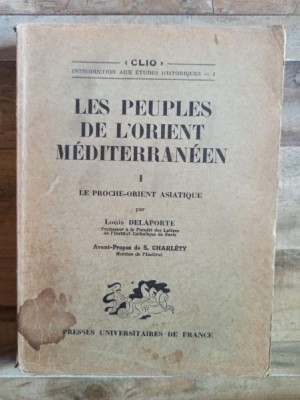 « CLIO »
INTRODUCTION AUX ÉTUDES HISTORIQUES — 1
LES PEUPLES
DE L'ORIENT
MÉDITERRANÉEN
I
LE PROCHE-ORIENT ASIATIQUE
par
Louis DELAPORTE
Professeur à la Faculté des Lettres
de l'Institut Catholique de Paris
Avant-Propos de S. CHARLÉTY
Membre de l'Institut
PRESSES UNIVERSITAIRES DE FRANCE